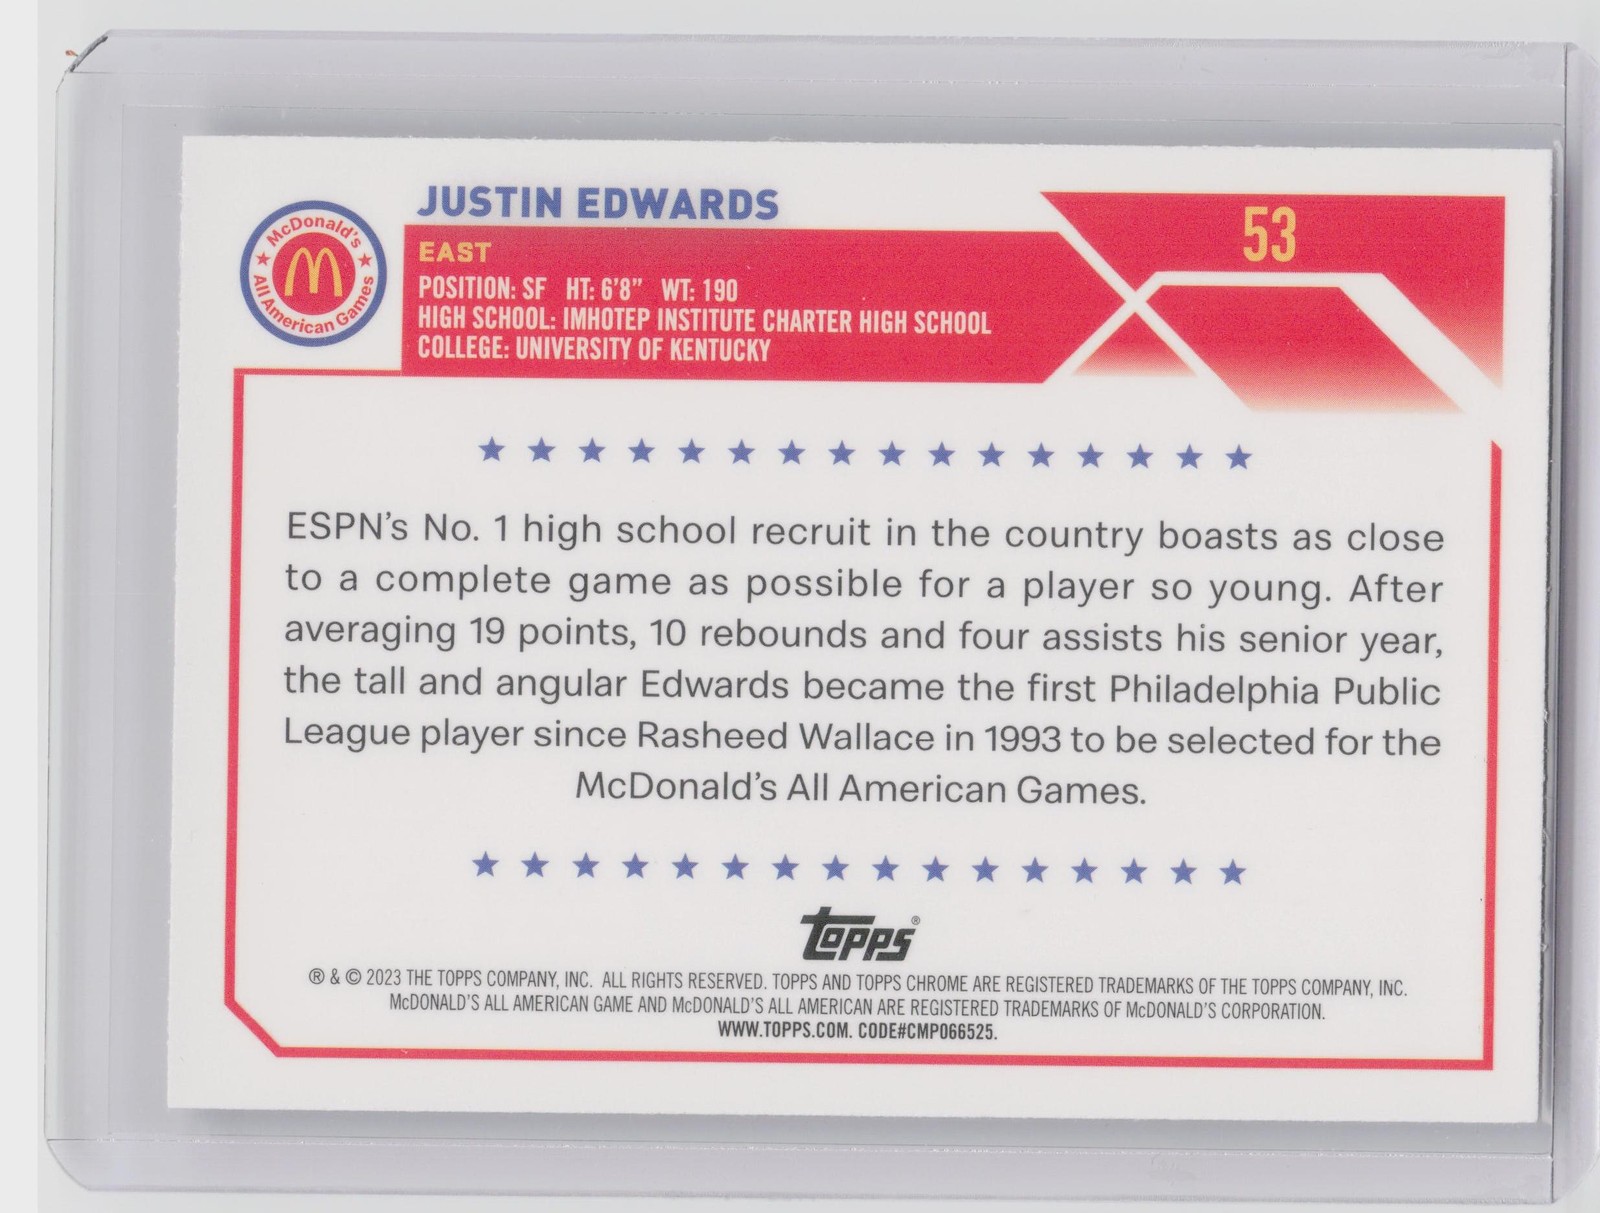 JUSTIN EDWARDS
53
McDonald's
All American Games
EAST
POSITION: SF HT: 6'8" WT: 190
HIGH SCHOOL: IMHOTEP INSTITUTE CHARTER HIGH SCHOOL
COLLEGE: UNIVERSITY OF KENTUCKY
ESPN's No. 1 high school recruit in the country boasts as close
to a complete game as possible for a player so young. After
averaging 19 points, 10 rebounds and four assists his senior year,
the tall and angular Edwards became the first Philadelphia Public
League player since Rasheed Wallace in 1993 to be selected for the
McDonald's All American Games.
topps®
® & © 2023 THE TOPPS COMPANY, INC. ALL RIGHTS RESERVED. TOPPS AND TOPPS CHROME ARE REGISTERED TRADEMARKS OF THE TOPPS COMPANY, INC.
McDONALD'S ALL AMERICAN GAME AND McDONALD'S ALL AMERICAN ARE REGISTERED TRADEMARKS OF McDONALD'S CORPORATION.
WWW.TOPPS.COM. CODE#CMP066525.